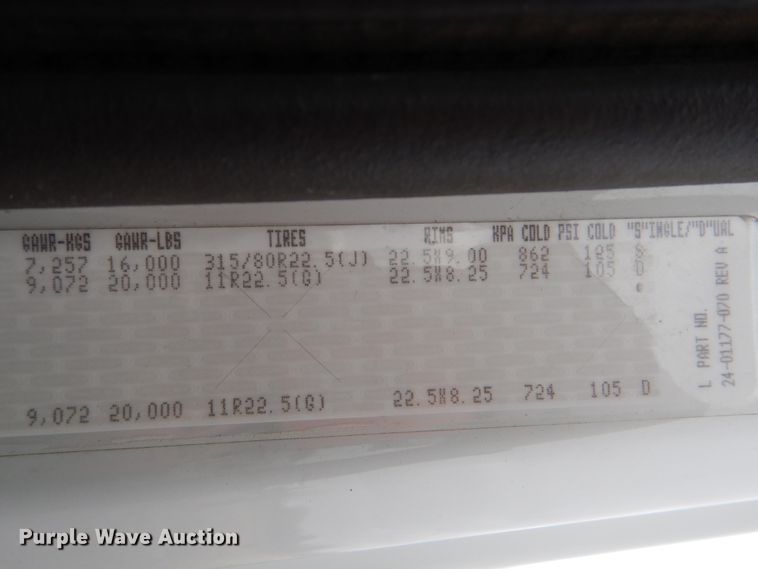 GAWR-KGS GAWR-LBS TIRES RIMS KPA COLD PSI COLD "S"INGLE/"D"UAL
7,257 16,000 315/80R22.5(J) 22.5X9.00 862 125 S
9,072 20,000 11R22.5(G) 22.5X8.25 724 105 D
9,072 20,000 11R22.5(G) 22.5X8.25 724 105 D
L PART NO.
24-01177-070 REV A
Purple Wave Auction